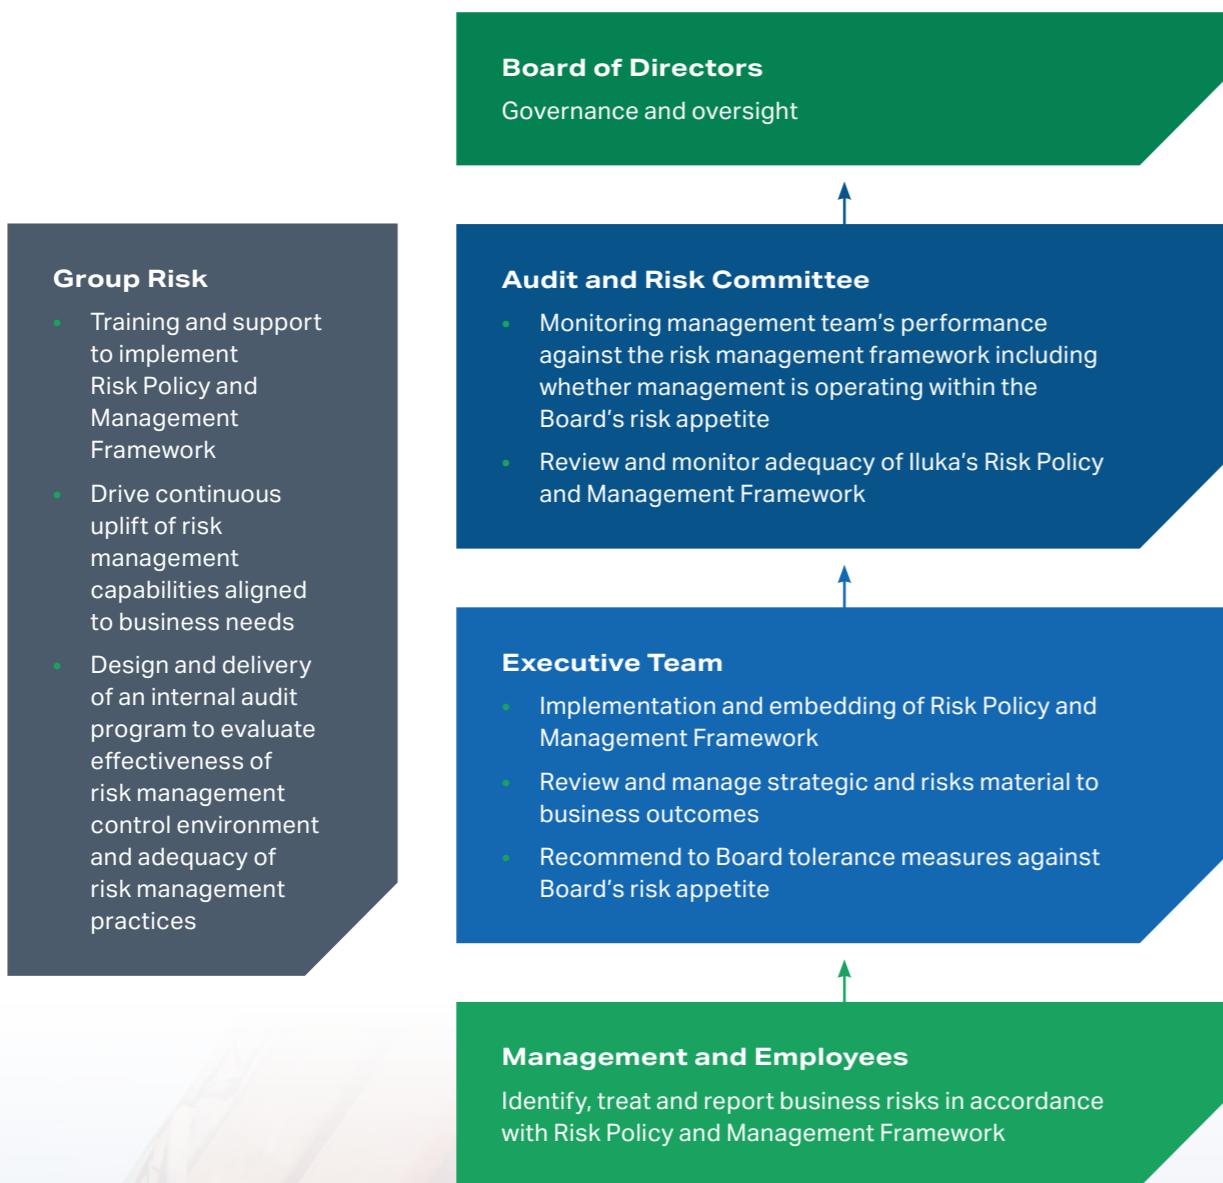 Board of Directors
Governance and oversight
Group Risk
• Training and support
to implement
Risk Policy and
Management
Framework
• Drive continuous
uplift of risk
management
capabilities aligned
to business needs
• Design and delivery
of an internal audit
program to evaluate
effectiveness of
risk management
control environment
and adequacy of
risk management
practices
Audit and Risk Committee
• Monitoring management team’s performance
against the risk management framework including
whether management is operating within the
Board’s risk appetite
• Review and monitor adequacy of Iluka’s Risk Policy
and Management Framework
Executive Team
• Implementation and embedding of Risk Policy and
Management Framework
• Review and manage strategic and risks material to
business outcomes
• Recommend to Board tolerance measures against
Board’s risk appetite
Management and Employees
Identify, treat and report business risks in accordance
with Risk Policy and Management Framework